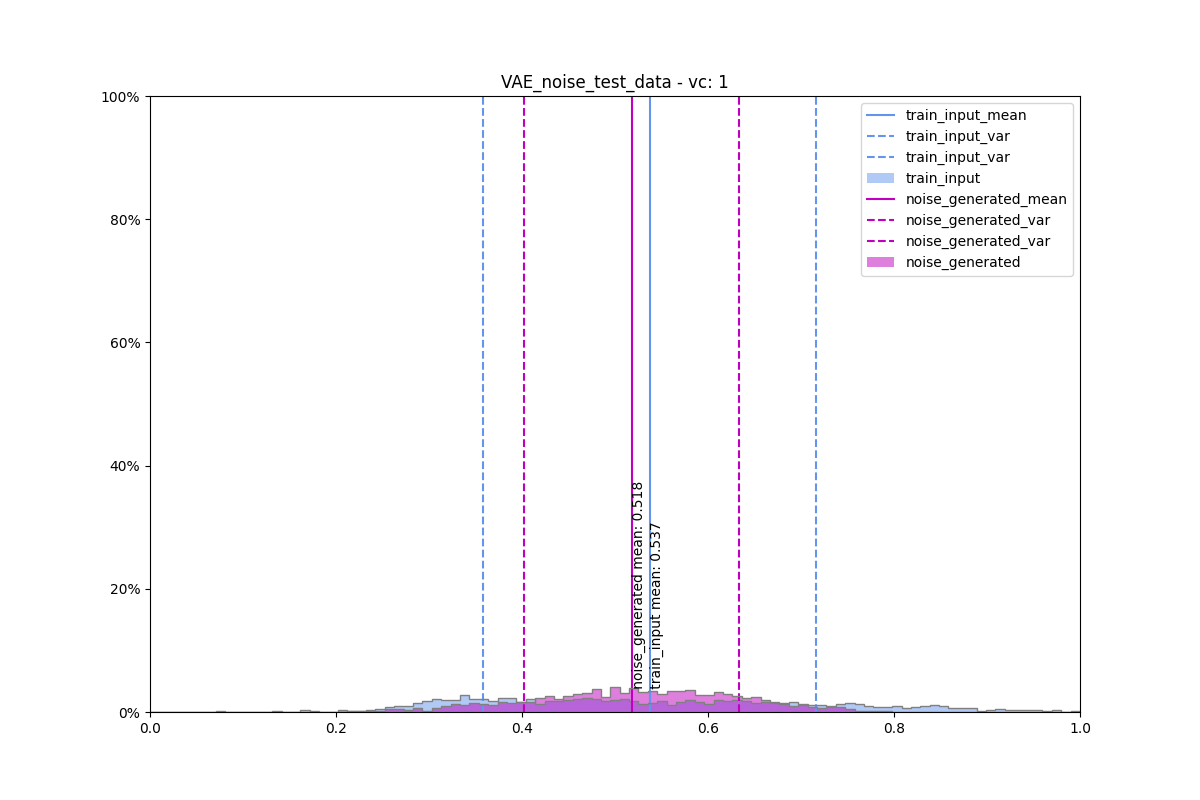 VAE_noise_test_data - vc: 1
100%
80%
60%
40%
20%
0%
train_input_mean
train_input_var
train_input_var
train_input
noise_generated_mean
noise_generated_var
noise_generated_var
noise_generated
noise_generated mean: 0.518
train_input mean: 0.537
0.0
0.2
0.4
0.6
0.8
1.0